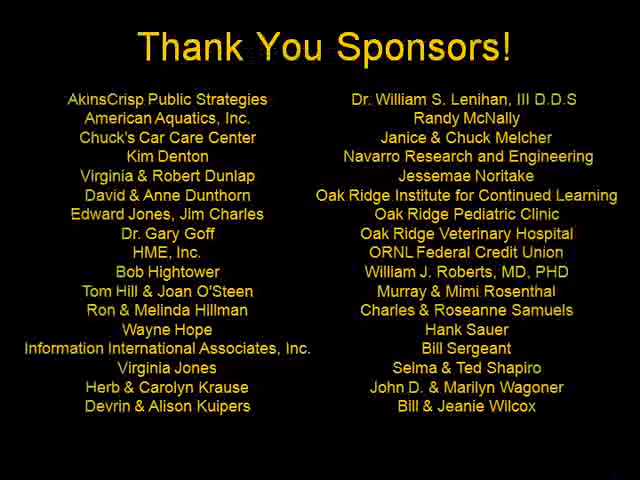 Thank You Sponsors!
AkinsCrisp Public Strategies
American Aquatics, Inc.
Chuck's Car Care Center
Kim Denton
Virginia & Robert Dunlap
David & Anne Dunthorn
Edward Jones, Jim Charles
Dr. Gary Goff
HME, Inc.
Bob Hightower
Tom Hill & Joan O'Steen
Ron & Melinda Hillman
Wayne Hope
Information International Associates, Inc.
Virginia Jones
Herb & Carolyn Krause
Devrin & Alison Kuipers
Dr. William S. Lenihan, III D.D.S
Randy McNally
Janice & Chuck Melcher
Navarro Research and Engineering
Jessemae Noritake
Oak Ridge Institute for Continued Learning
Oak Ridge Pediatric Clinic
Oak Ridge Veterinary Hospital
ORNL Federal Credit Union
William J. Roberts, MD, PHD
Murray & Mimi Rosenthal
Charles & Roseanne Samuels
Hank Sauer
Bill Sergeant
Selma & Ted Shapiro
John D. & Marilyn Wagoner
Bill & Jeanie Wilcox